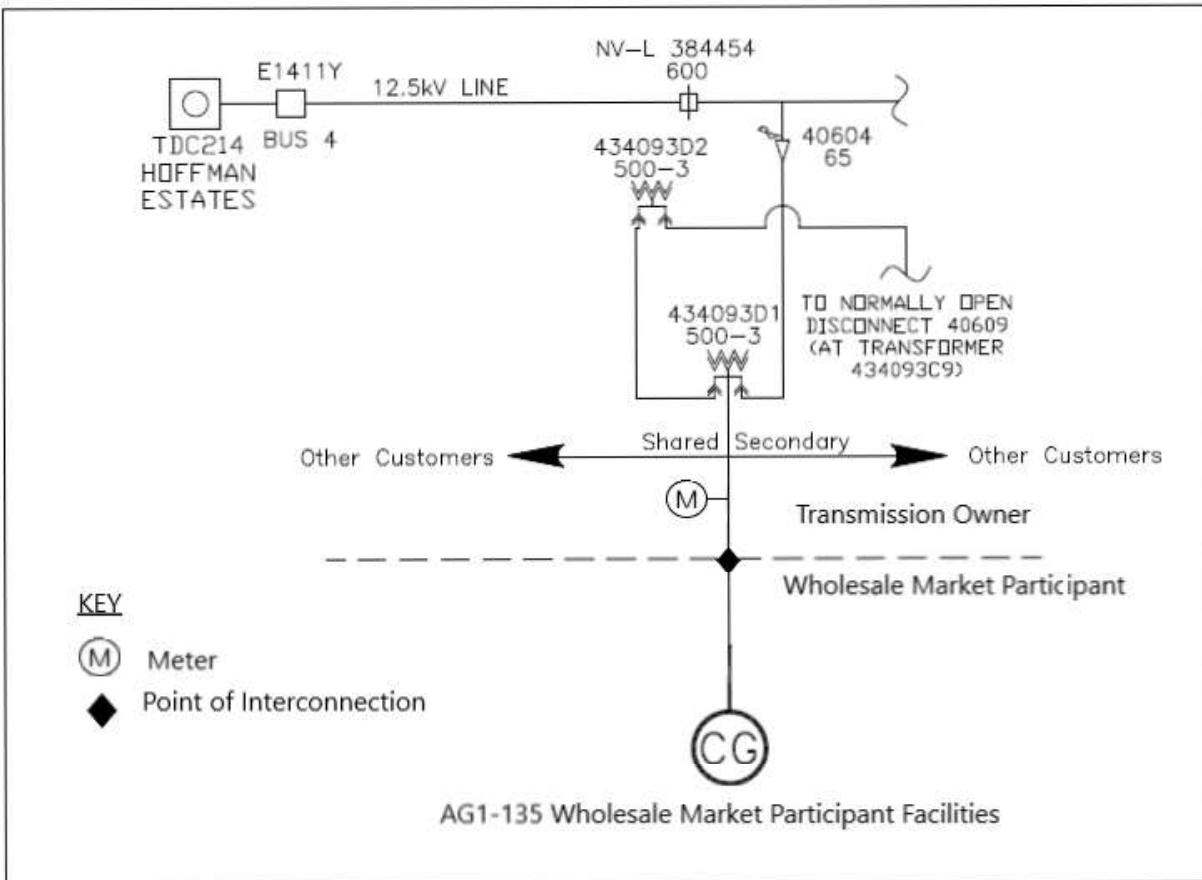 NV-L 384454
600
E1411Y
12.5kV LINE
TDC214
HOFFMAN
ESTATES
BUS 4
434093D2
500-3
40604
65
434093D1
500-3
TO NORMALLY OPEN
DISCONNECT 40609
(AT TRANSFORMER
434093C9)
Shared Secondary
Other Customers
Other Customers
M
Transmission Owner
Wholesale Market Participant
KEY
M Meter
Point of Interconnection
CG
AG1-135 Wholesale Market Participant Facilities